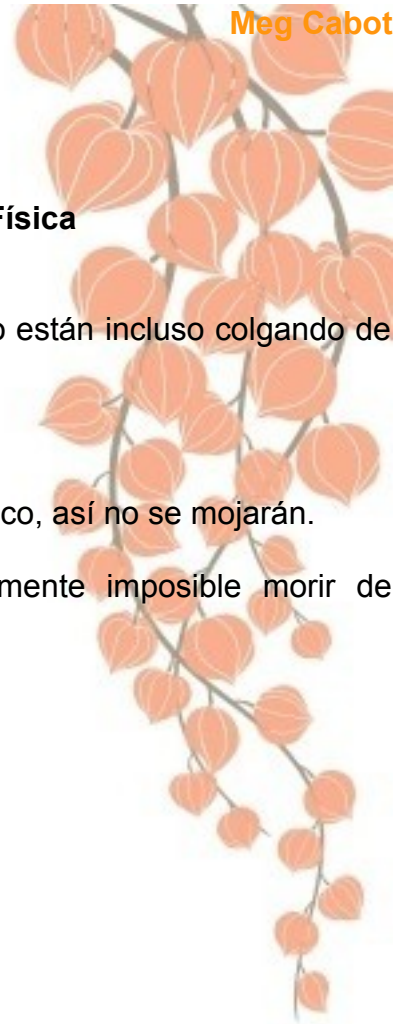 Meg Cabot
Física
o están incluso colgando de
co, así no se mojarán.
mente imposible morir de